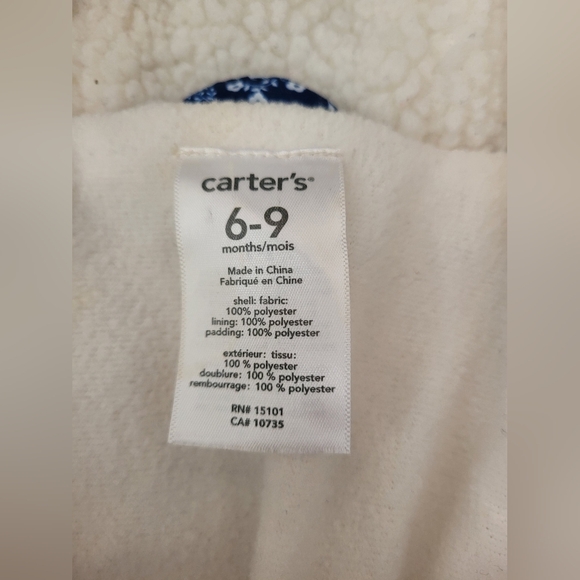 carter's®
6-9
months/mois
Made in China
Fabriqué en Chine
shell: fabric:
100% polyester
lining: 100% polyester
padding: 100% polyester
extérieur: tissu:
100 % polyester
doublure: 100 % polyester
rembourrage: 100 % polyester
RN# 15101
CA# 10735